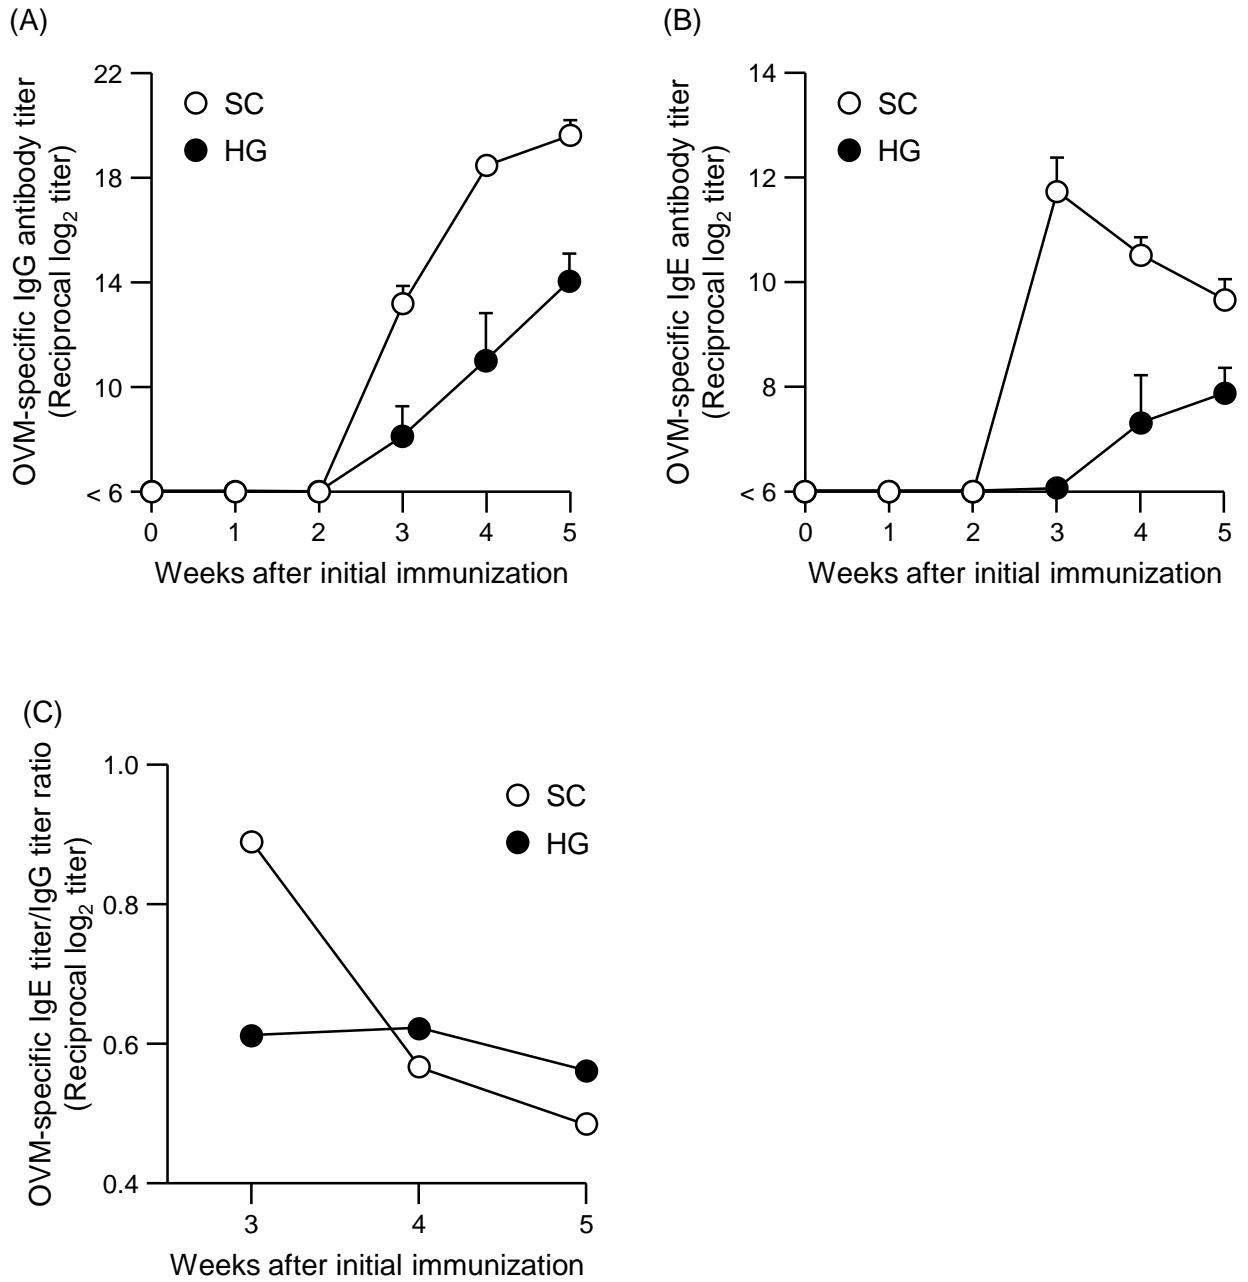 (A)
OVM-specific IgG antibody titer
(Reciprocal log2 titer)
22
18
14
10
< 6
SC
HG
0 1 2 3 4 5
Weeks after initial immunization
(B)
OVM-specific IgE antibody titer
(Reciprocal log2 titer)
14
12
10
8
< 6
SC
HG
0 1 2 3 4 5
Weeks after initial immunization
(C)
OVM-specific IgE titer/IgG titer ratio
(Reciprocal log2 titer)
1.0
0.8
0.6
0.4
SC
HG
3 4 5
Weeks after initial immunization